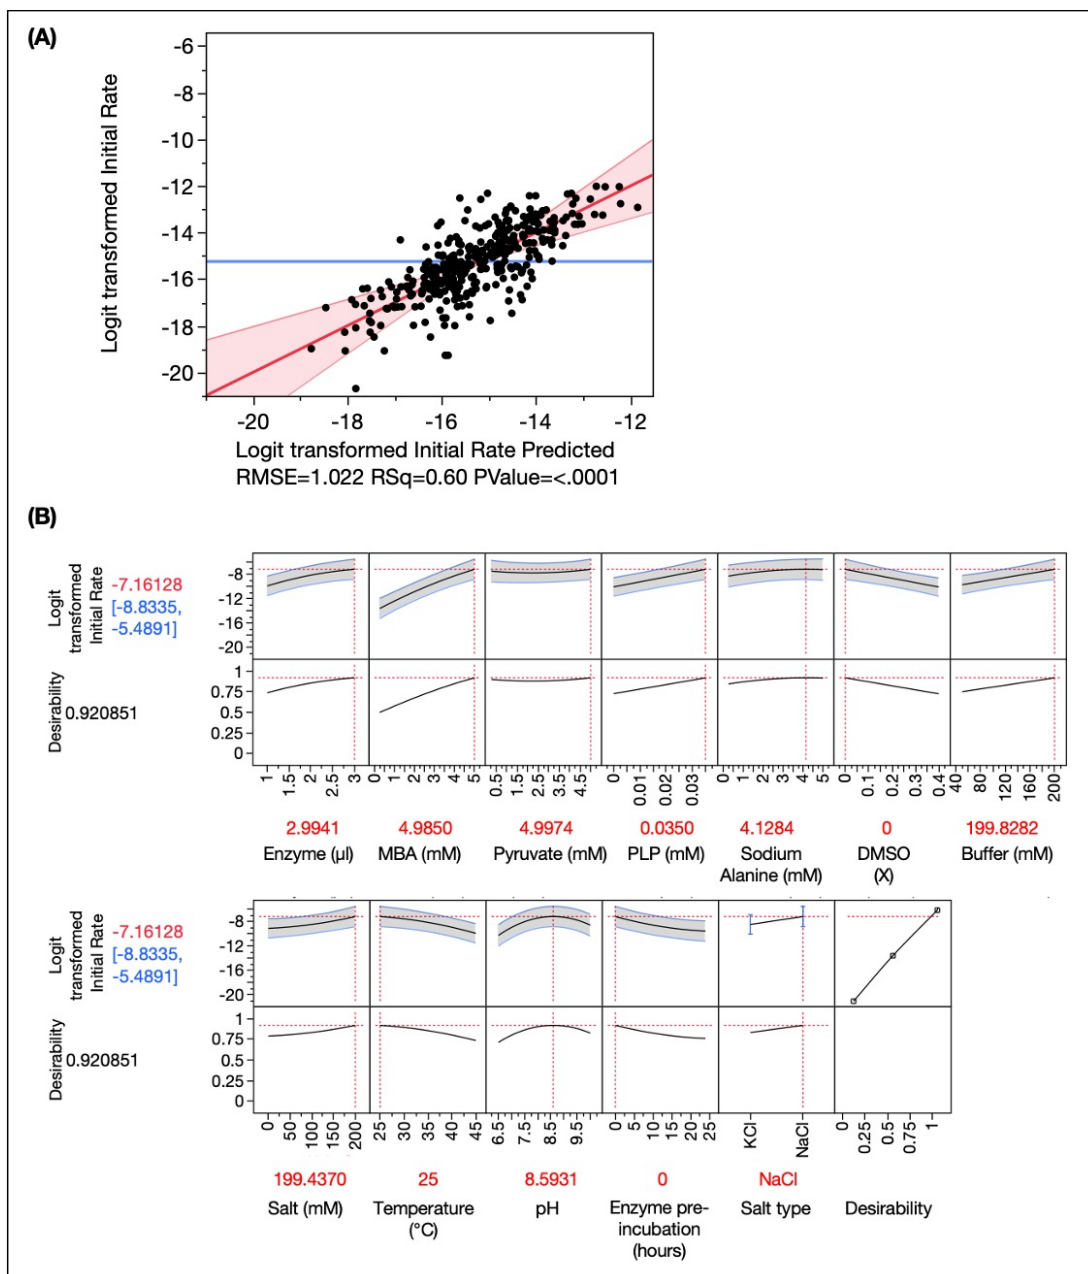 (A)
Logit transformed Initial Rate
-6
-8
-10
-12
-14
-16
-18
-20
-20 -18 -16 -14 -12
Logit transformed Initial Rate Predicted
RMSE=1.022 RSq=0.60 PValue=<.0001
(B)
Logit
transformed
Initial Rate
-7.16128
[-8.8335,
-5.4891]
-8
-12
-16
-20
Desirability
0.920851
1
0.75
0.5
0.25
0
1 1.5 2 2.5 3
0 1 2 3 4 5
0.5 1.5 2.5 3.5 4.5
0 0.01 0.02 0.03
0 1 2 3 4 5
0 0.1 0.2 0.3 0.4
40 80 120 160 200
2.9941 4.9850 4.9974 0.0350 4.1284 0 199.8282
Enzyme (µl) MBA (mM) Pyruvate (mM) PLP (mM) Sodium DMSO Buffer (mM)
Alanine (mM) (X)
Logit
transformed
Initial Rate
-7.16128
[-8.8335,
-5.4891]
-8
-12
-16
-20
Desirability
0.920851
1
0.75
0.5
0.25
0
0 50 100 150 200
25 30 35 40 45
6.5 7.5 8.5 9.5
0 5 10 15 20 25
KCl NaCl
0 0.25 0.5 0.75 1
199.4370 25 8.5931 0 NaCl
Salt (mM) Temperature pH Enzyme pre- Salt type Desirability
(°C) incubation
(hours)